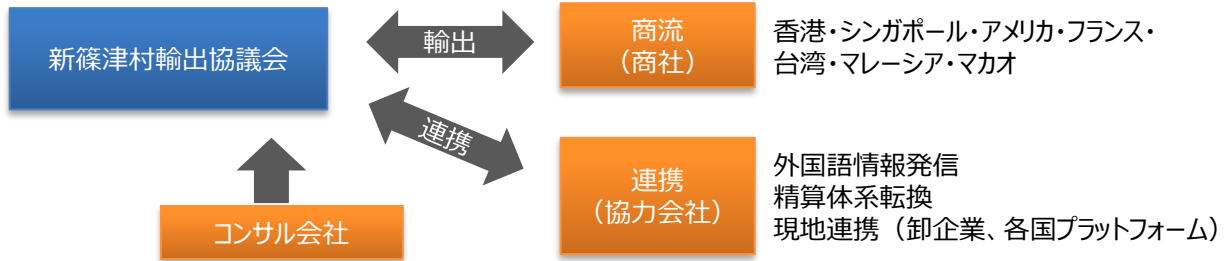 新篠津村輸出協議会
輸出
商流
（商社）
香港・シンガポール・アメリカ・フランス・
台湾・マレーシア・マカオ
連携
連携
（協力会社）
外国語情報発信
精算体系転換
現地連携（卸企業、各国プラットフォーム）
コンサル会社